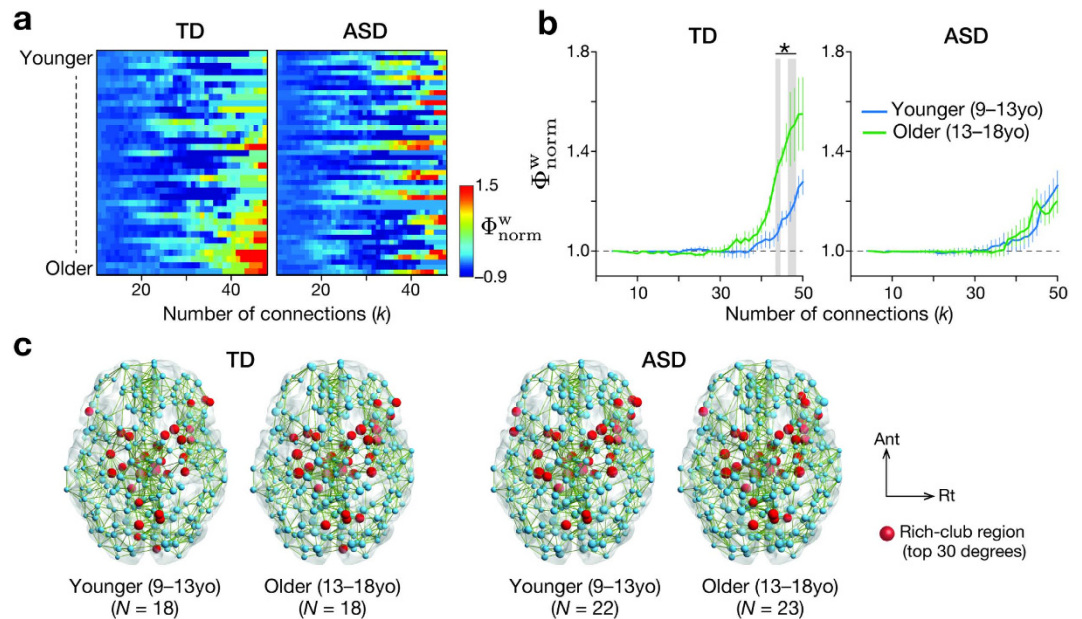 a
TD
ASD
Younger
Older
20
40
20
40
Number of connections (k)
1.5
Φ^w_norm
−0.9
b
TD
ASD
*
1.8
1.4
1.0
Φ^w_norm
10
30
50
Number of connections (k)
1.8
1.4
1.0
Younger (9–13yo)
Older (13–18yo)
10
30
50
Number of connections (k)
c
TD
ASD
Younger (9–13yo)
(N = 18)
Older (13–18yo)
(N = 18)
Younger (9–13yo)
(N = 22)
Older (13–18yo)
(N = 23)
Ant
Rt
Rich-club region
(top 30 degrees)